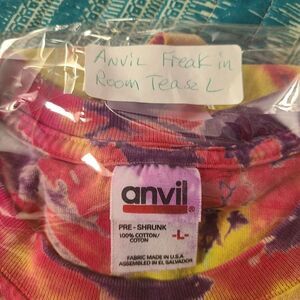 Anvil Freak in
Room Tease L
anvil®
PRE - SHRUNK
100% COTTON/
COTON
-L-
FABRIC MADE IN U.S.A
ASSEMBLED IN EL SALVADOR